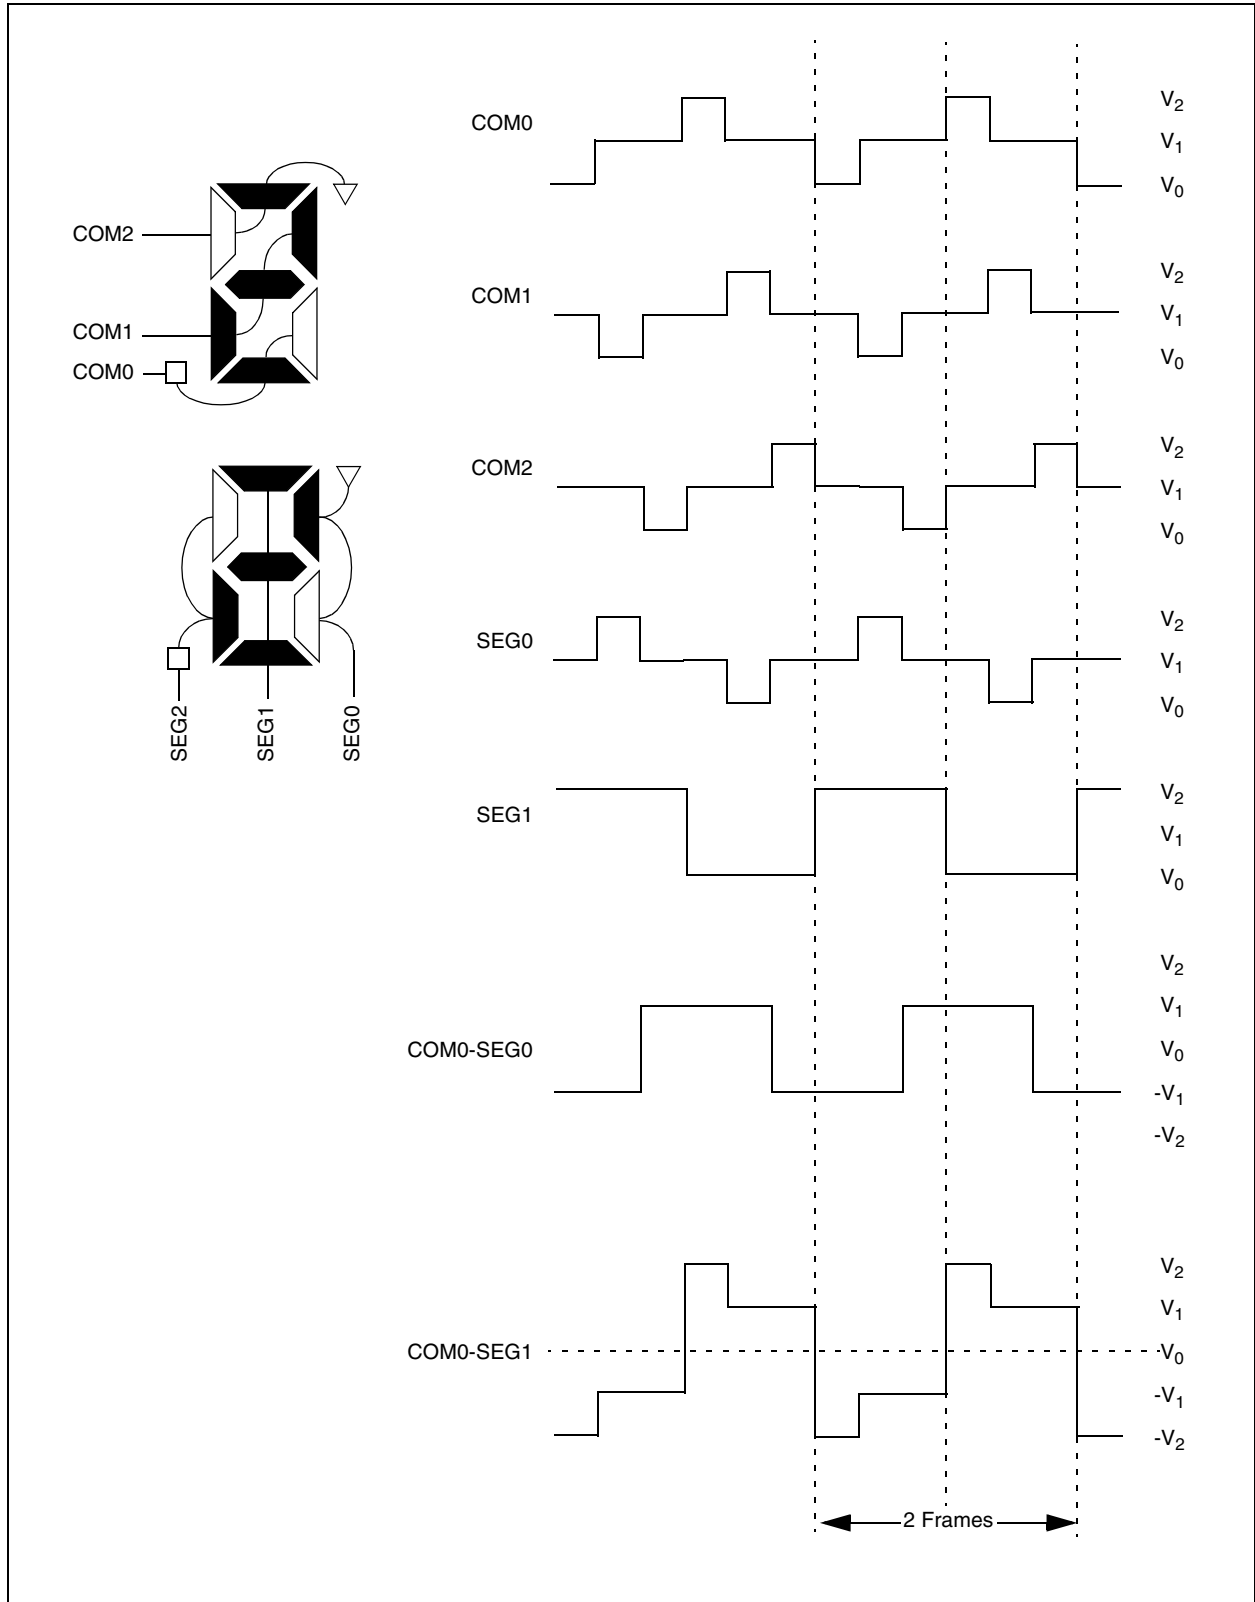 COM2
COM1
COM0
SEG2
SEG1
SEG0
COM0
V2
V1
V0
COM1
V2
V1
V0
COM2
V2
V1
V0
SEG0
V2
V1
V0
SEG1
V2
V1
V0
COM0-SEG0
V2
V1
V0
-V1
-V2
COM0-SEG1
V2
V1
V0
-V1
-V2
2 Frames